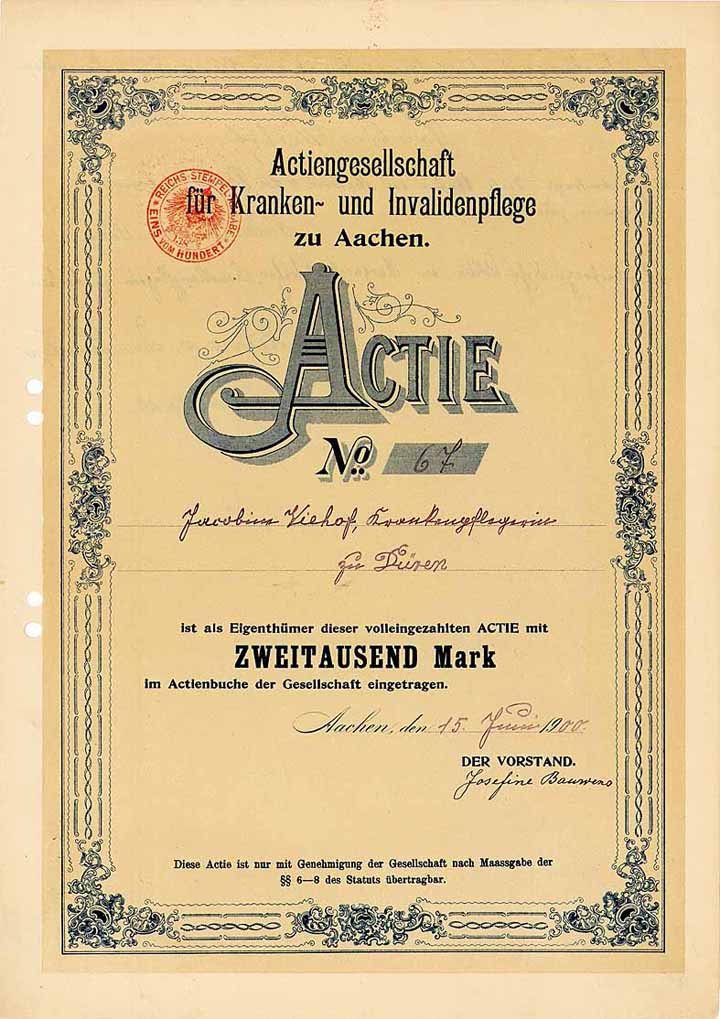 Actiengesellschaft
für Kranken- und Invalidenpflege
zu Aachen.
REICHS STEMPELABGABE
EINS VOM HUNDERT
ACTIE
No. 67
Jacobine Viehof, Krankenpflegerin
zu Düren
ist als Eigenthümer dieser volleingezahlten ACTIE mit
ZWEITAUSEND Mark
im Actienbuche der Gesellschaft eingetragen.
Aachen, den 15. Juni 1900.
DER VORSTAND.
Josefine Bauwens
Diese Actie ist nur mit Genehmigung der Gesellschaft nach Maassgabe der
§§ 6–8 des Statuts übertragbar.